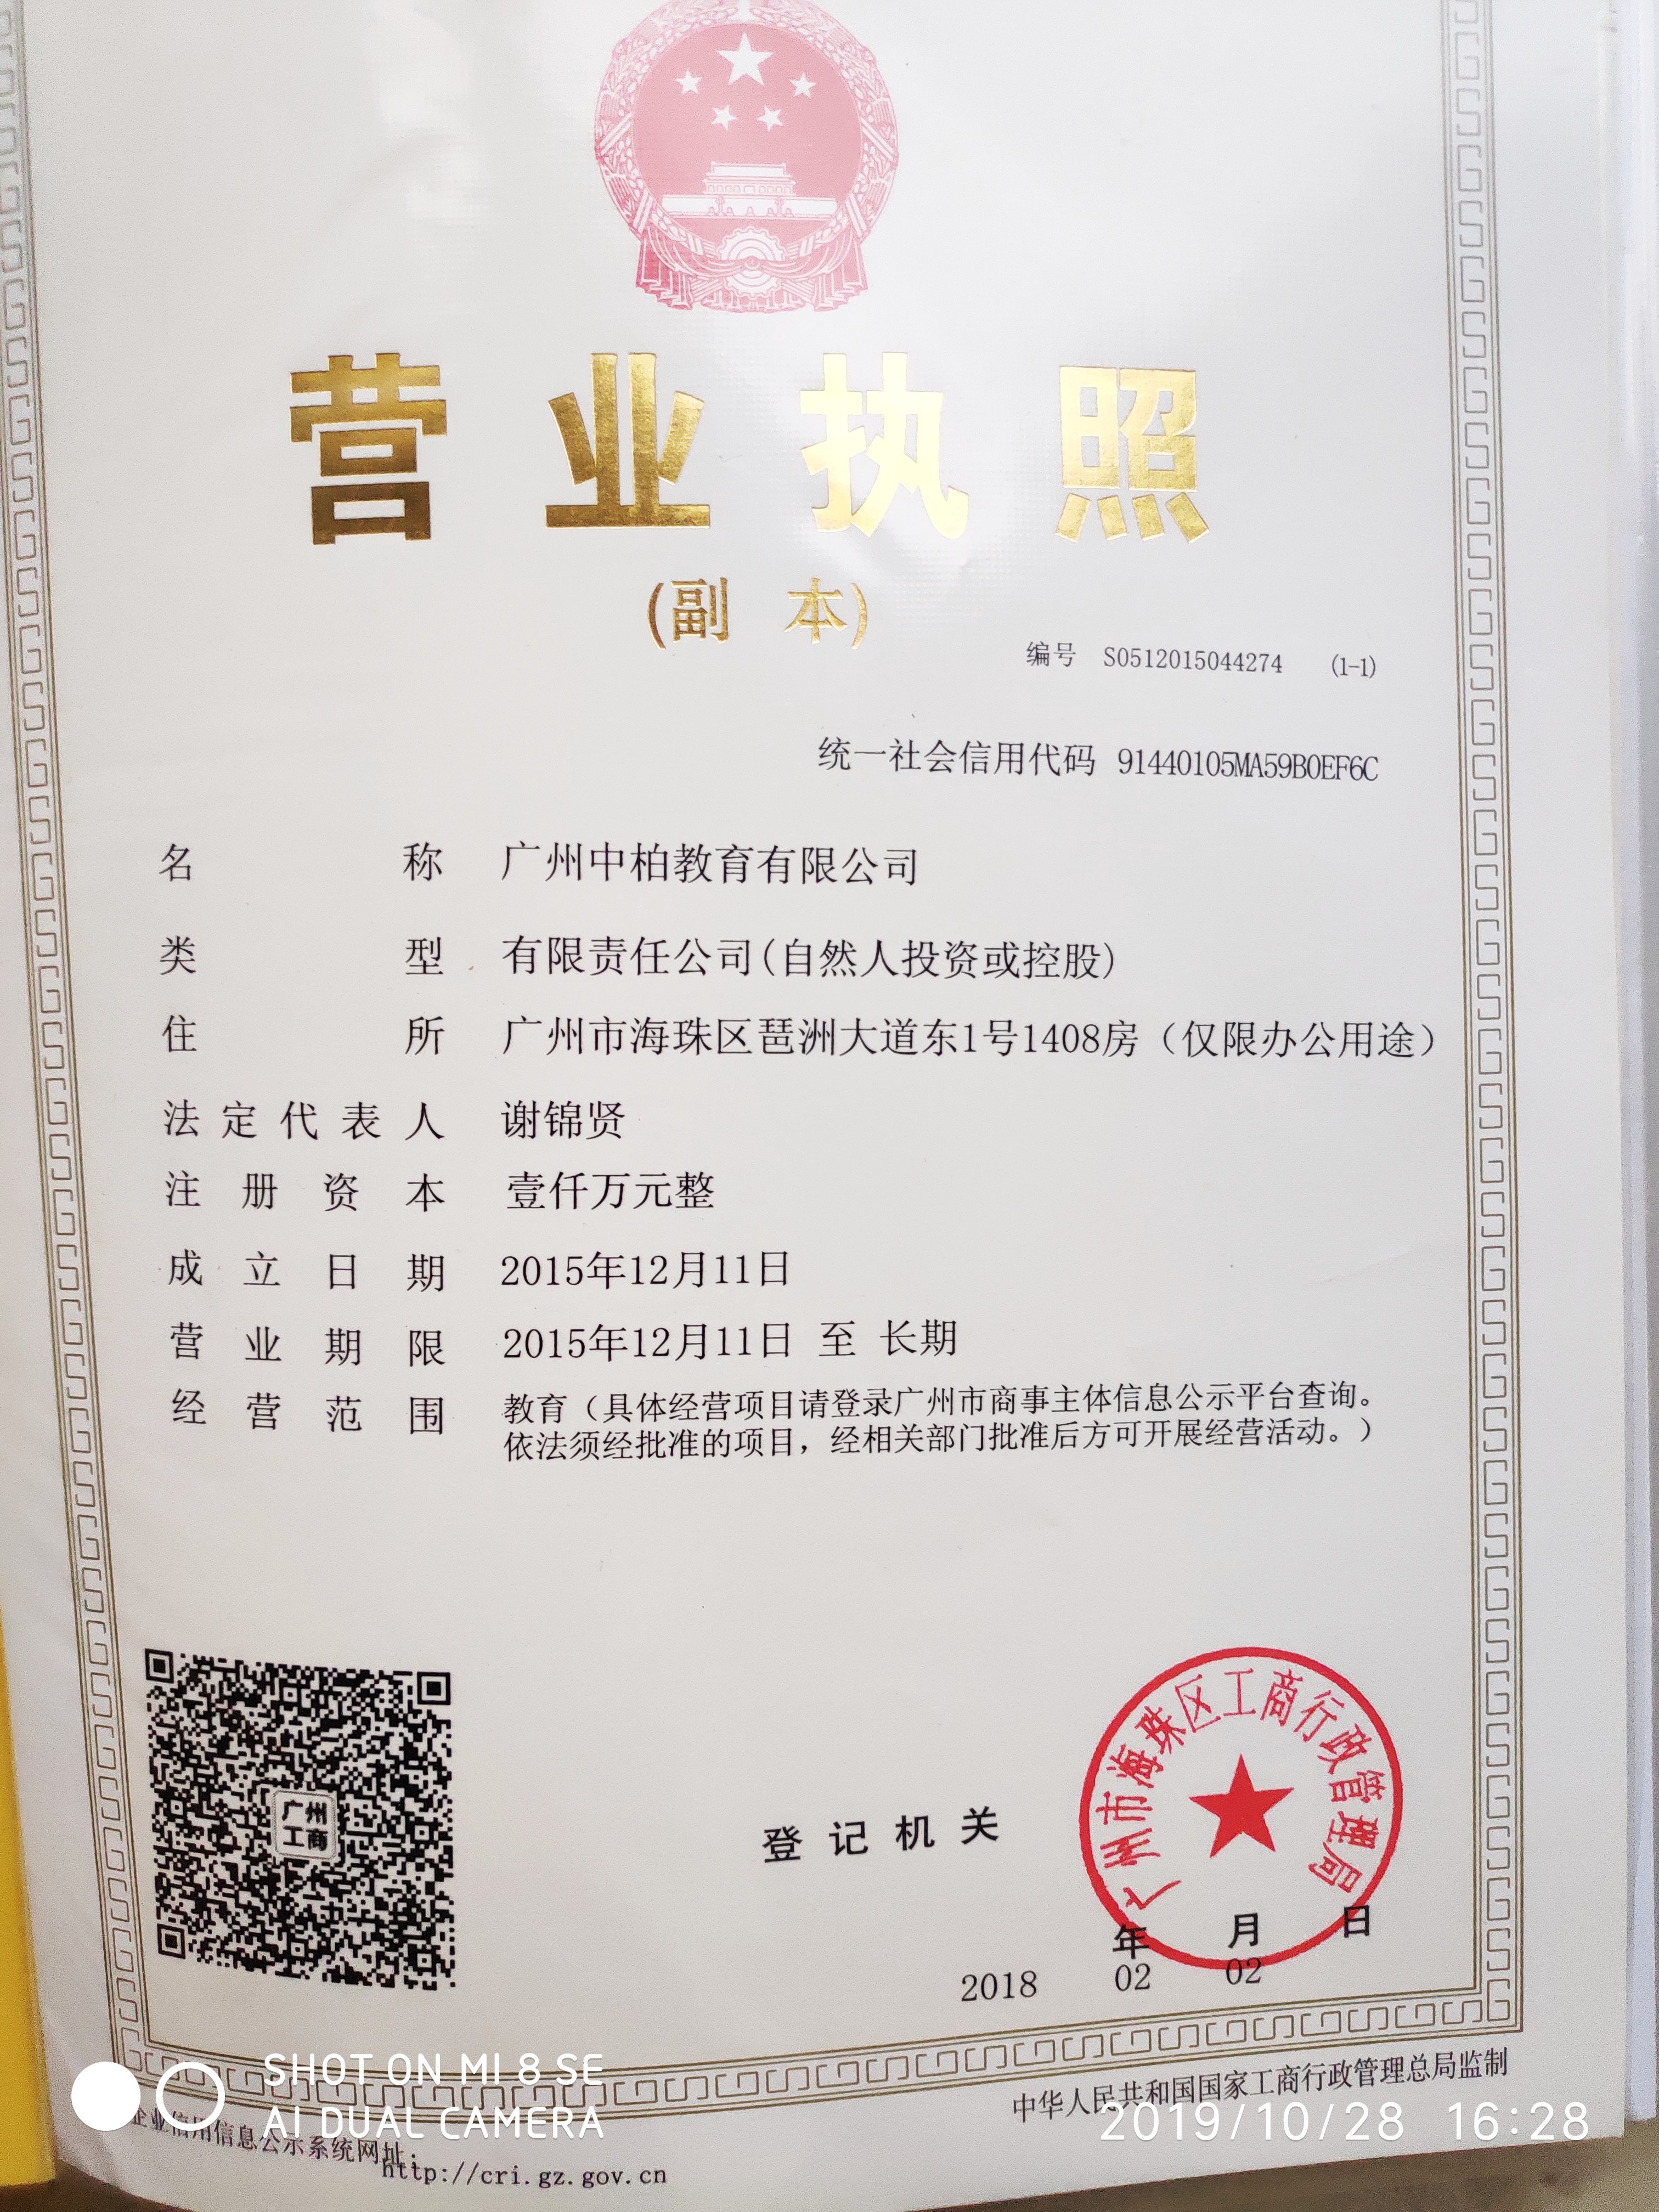 营业执照
(副 本)
编号 S0512015044274 (1-1)
统一社会信用代码 91440105MA59B0EF6C
名称 广州中柏教育有限公司
类型 有限责任公司(自然人投资或控股)
住所 广州市海珠区琶洲大道东1号1408房（仅限办公用途）
法定代表人 谢锦贤
注册资本 壹仟万元整
成立日期 2015年12月11日
营业期限 2015年12月11日 至 长期
经营范围 教育（具体经营项目请登录广州市商事主体信息公示平台查询。
依法须经批准的项目，经相关部门批准后方可开展经营活动。）
广州
工商
广州市海珠区工商行政管理局
登记机关
年 月 日
2018 02 02
中华人民共和国国家工商行政管理总局监制
企业信用信息公示系统网址：
http://cri.gz.gov.cn
SHOT ON MI 8 SE
AI DUAL CAMERA
2019/10/28 16:28